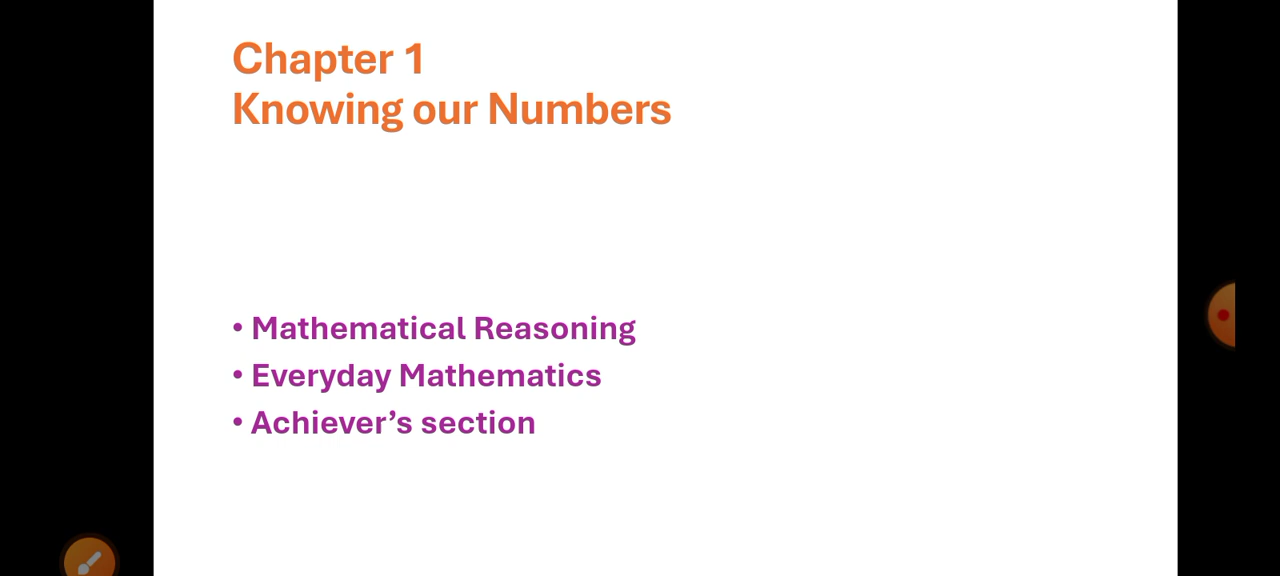 Chapter 1
Knowing our Numbers
• Mathematical Reasoning
• Everyday Mathematics
• Achiever’s section